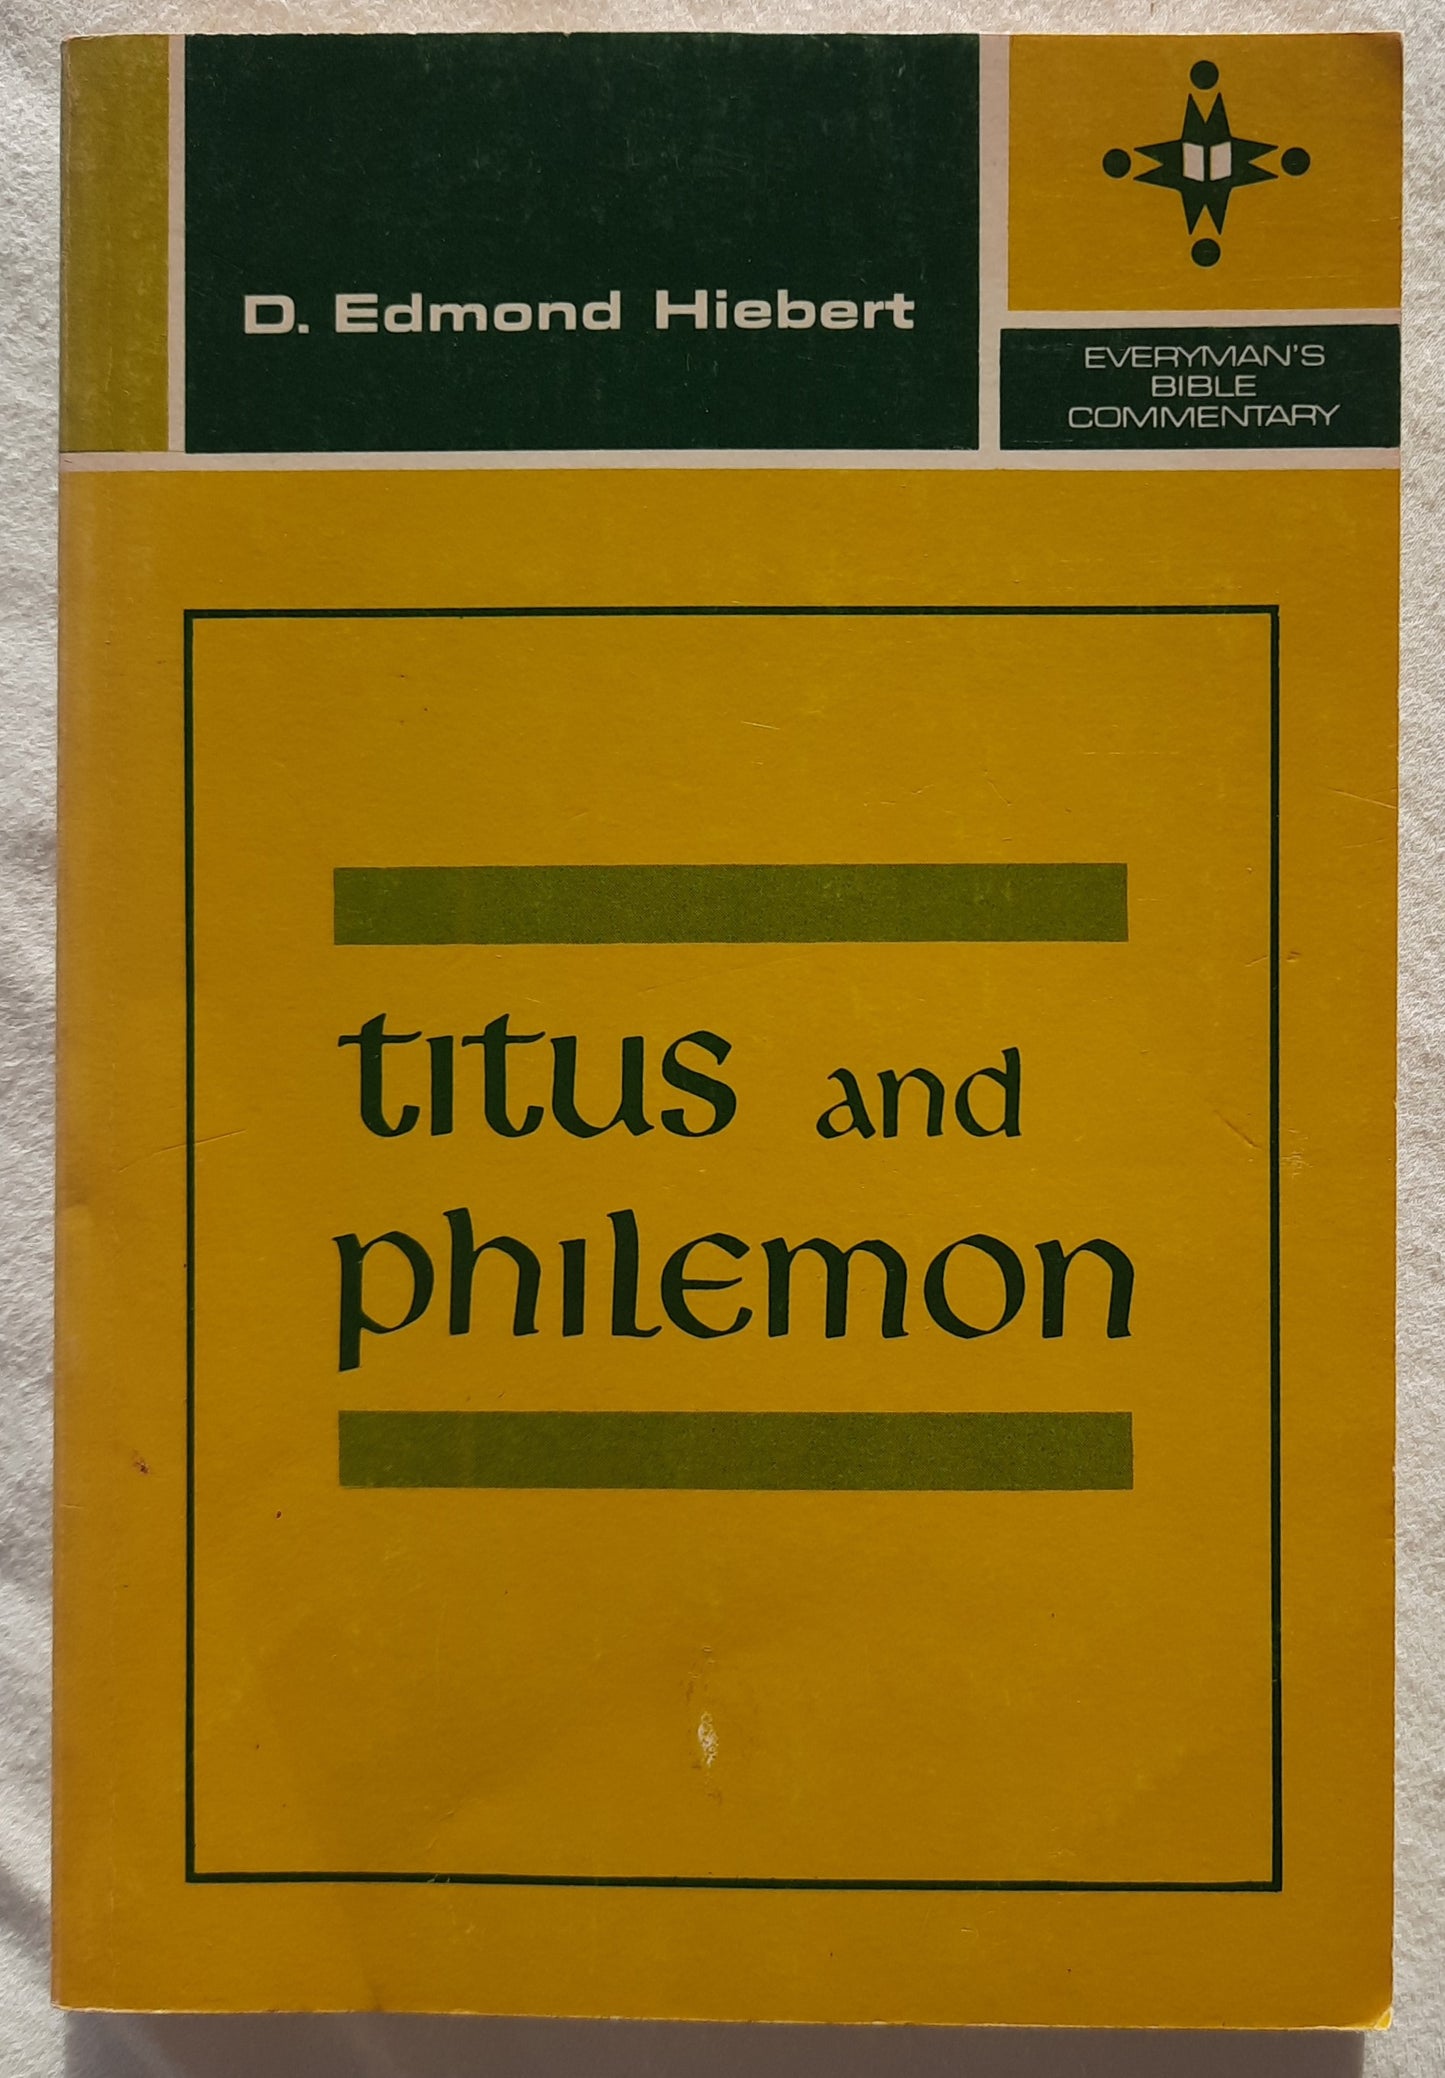 D. Edmond Hiebert
EVERYMAN'S
BIBLE
COMMENTARY
titus and
philemon